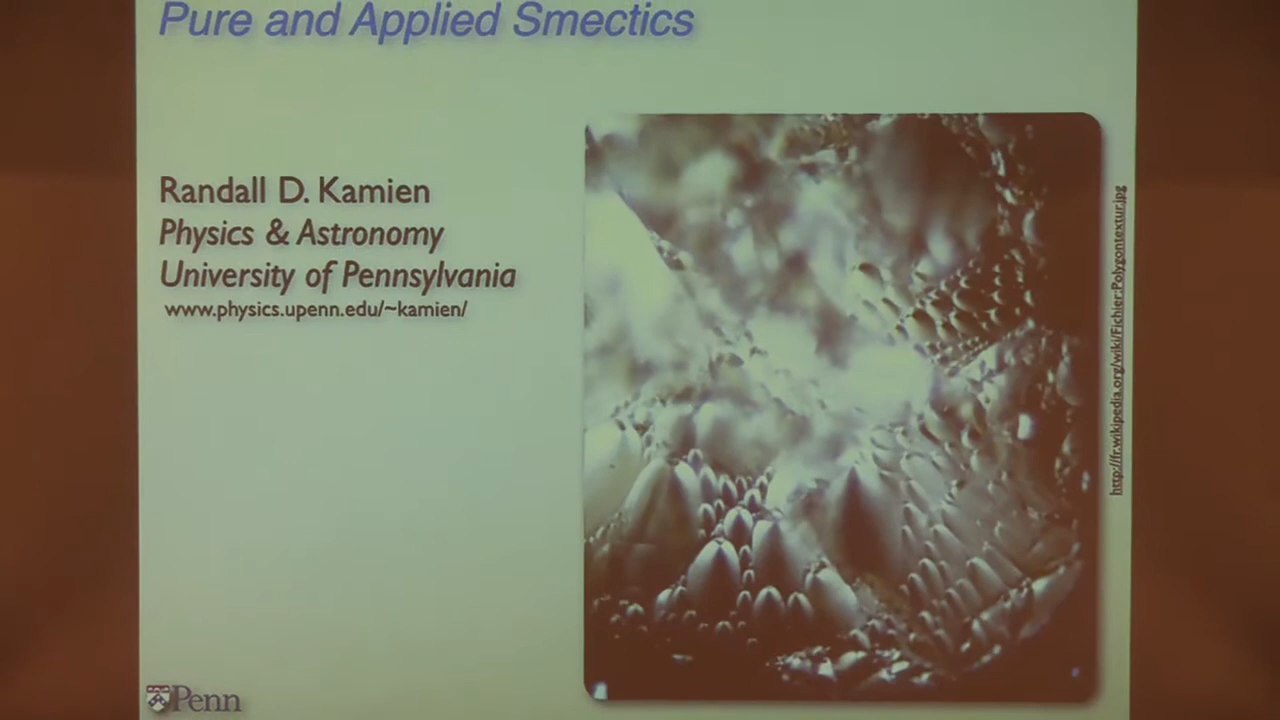 Pure and Applied Smectics
Randall D. Kamien
Physics & Astronomy
University of Pennsylvania
www.physics.upenn.edu/~kamien/
http://fr.wikipedia.org/wiki/Fichier:Polygontextur.jpg
Penn